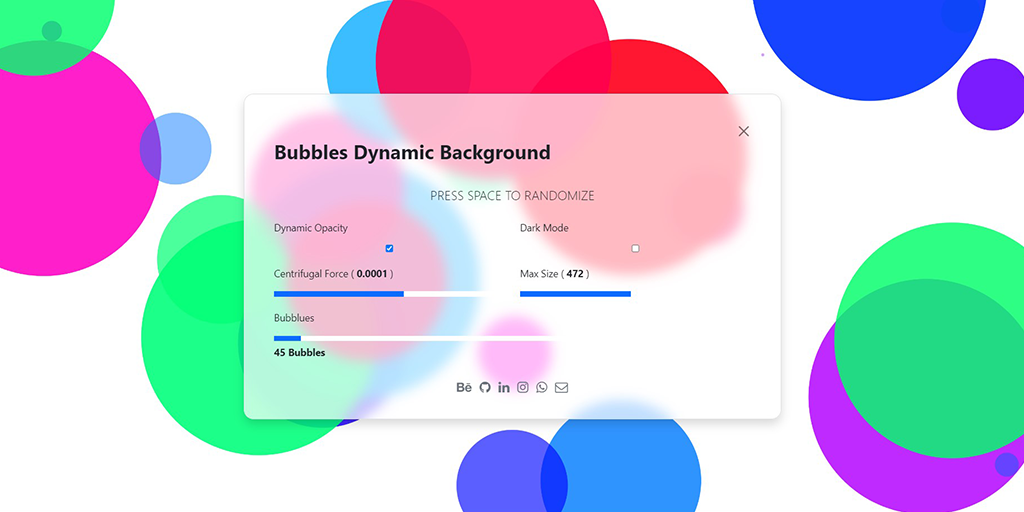 Bubbles Dynamic Background
PRESS SPACE TO RANDOMIZE
Dynamic Opacity
Dark Mode
Centrifugal Force ( 0.0001 )
Max Size ( 472 )
Bubblues
45 Bubbles